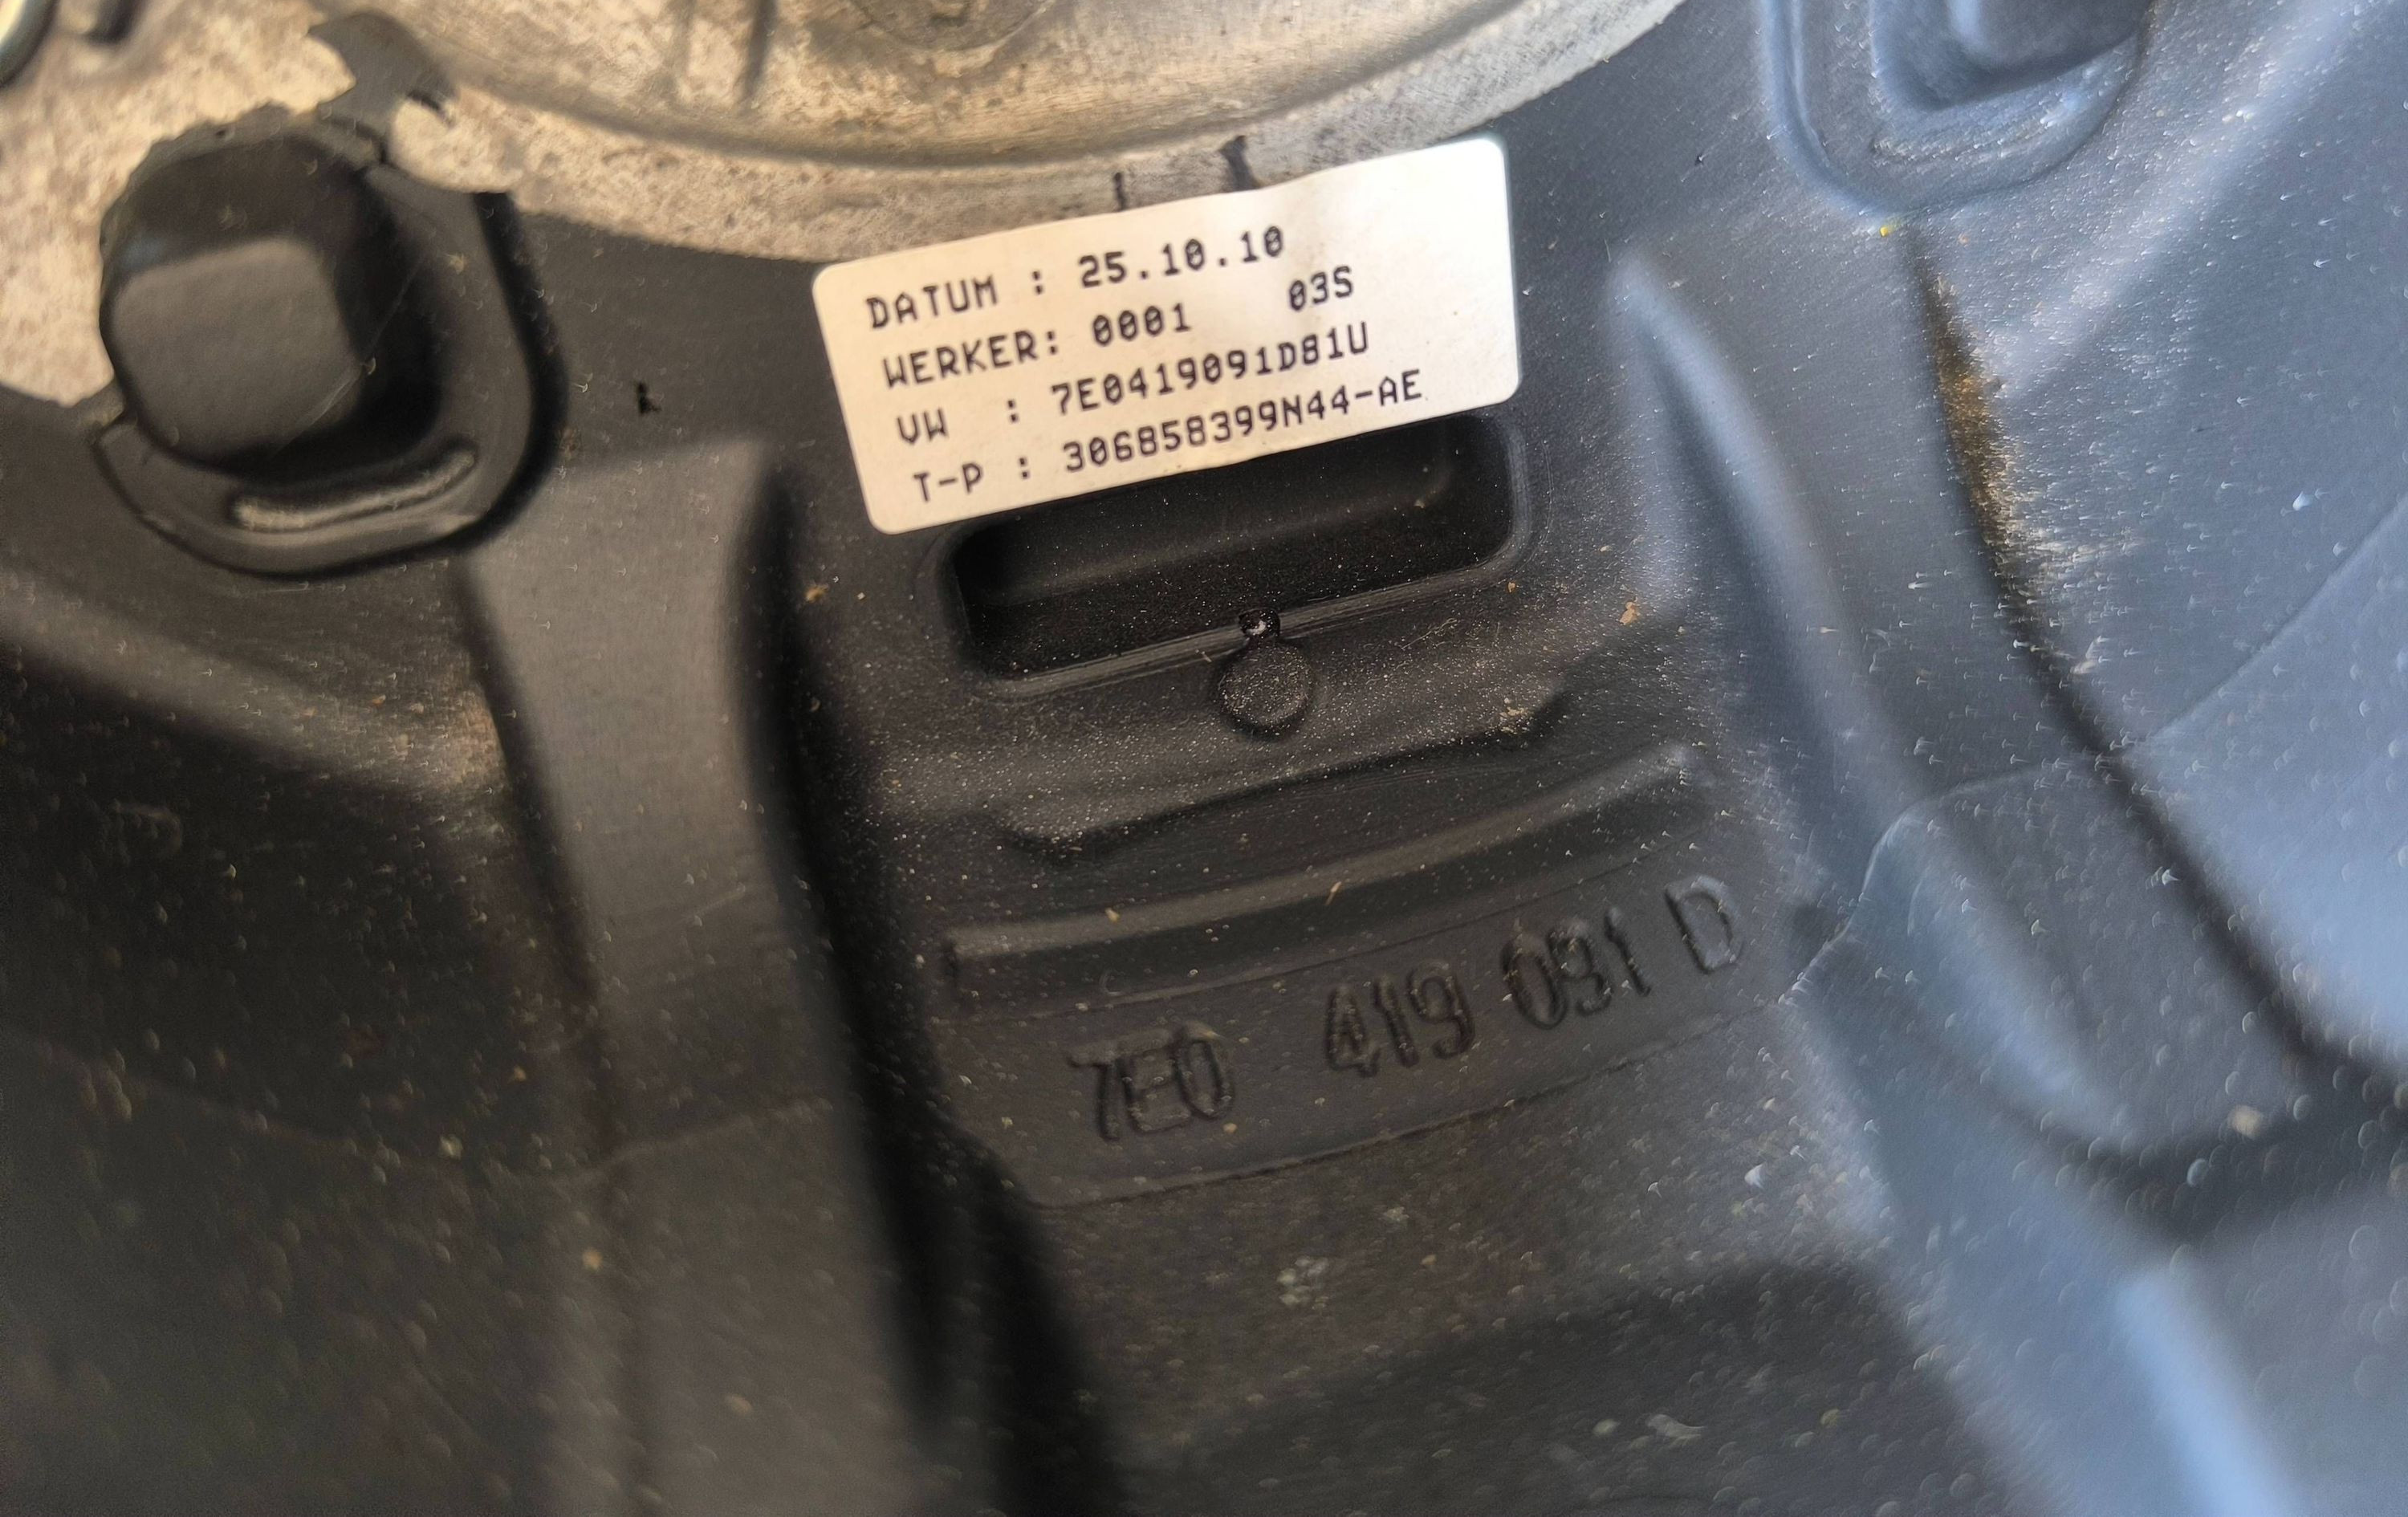 DATUM : 25.10.10
WERKER: 0001 03S
VW : 7E0419091D81U
T-P : 306858399N44-AE
7E0 419 091 D